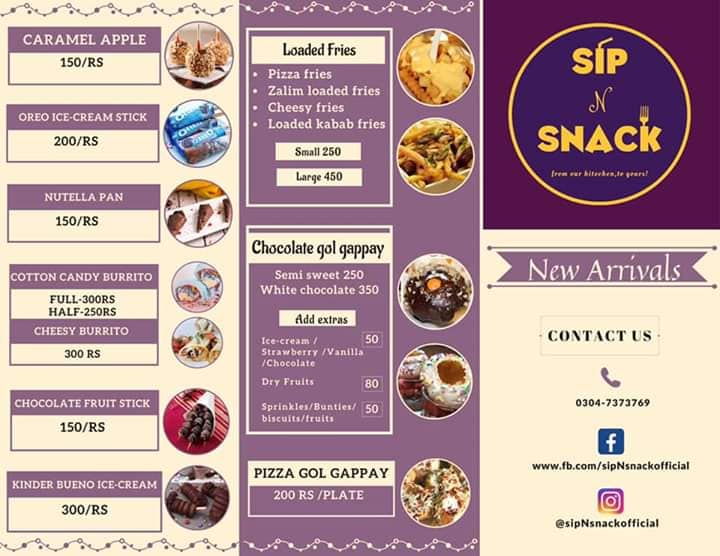 CARAMEL APPLE
150/RS
OREO ICE-CREAM STICK
200/RS
NUTELLA PAN
150/RS
COTTON CANDY BURRITO
FULL-300RS
HALF-250RS
CHEESY BURRITO
300 RS
CHOCOLATE FRUIT STICK
150/RS
KINDER BUENO ICE-CREAM
300/RS
Loaded Fries
• Pizza fries
• Zalim loaded fries
• Cheesy fries
• Loaded kabab fries
Small 250
Large 450
Chocolate gol gappay
Semi sweet 250
White chocolate 350
Add extras
Ice-cream / 50
Strawberry /Vanilla
/Chocolate
Dry Fruits 80
Sprinkles/Bunties/ 50
biscuits/fruits
PIZZA GOL GAPPAY
200 RS /PLATE
SIP
N
SNACK
from our kitochen,to yours!
New Arrivals
CONTACT US
0304-7373769
www.fb.com/sipNsnackofficial
@sipNsnackofficial